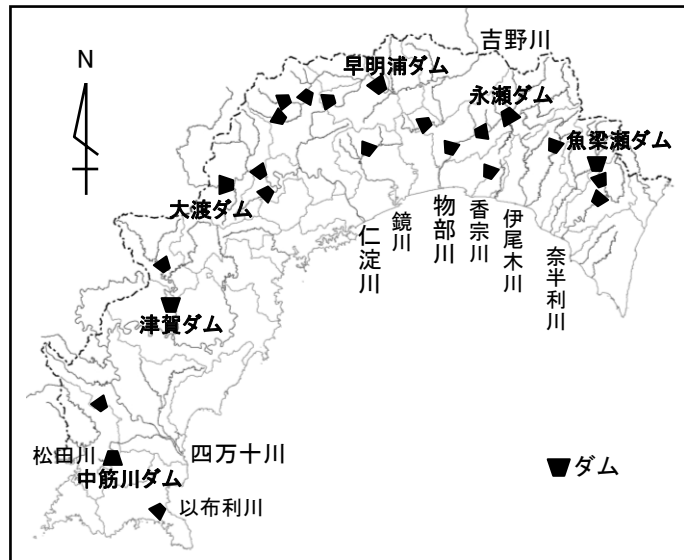 吉野川
N
早明浦ダム
永瀬ダム
魚梁瀬ダム
大渡ダム
仁淀川
鏡川
物部川
香宗川
伊尾木川
奈半利川
津賀ダム
松田川
四万十川
中筋川ダム
ダム
以布利川